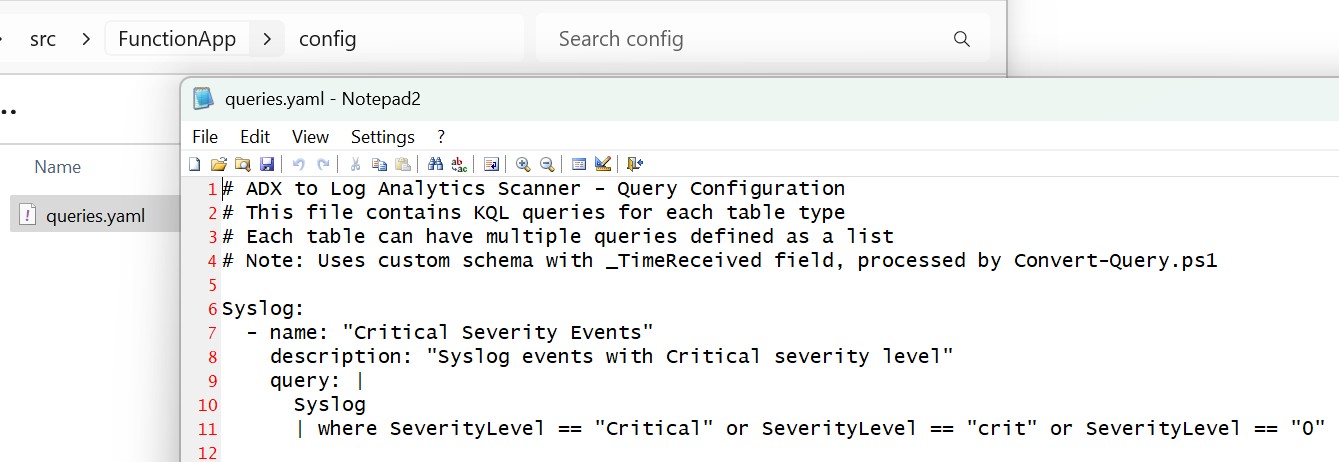 src > FunctionApp > config
Search config
..
queries.yaml - Notepad2
File Edit View Settings ?
Name
queries.yaml
1 # ADX to Log Analytics Scanner - Query Configuration
2 # This file contains KQL queries for each table type
3 # Each table can have multiple queries defined as a list
4 # Note: Uses custom schema with _TimeReceived field, processed by Convert-Query.ps1
5
6 Syslog:
7   - name: "Critical Severity Events"
8     description: "Syslog events with Critical severity level"
9     query: |
10       Syslog
11       | where SeverityLevel == "Critical" or SeverityLevel == "crit" or SeverityLevel == "0"
12